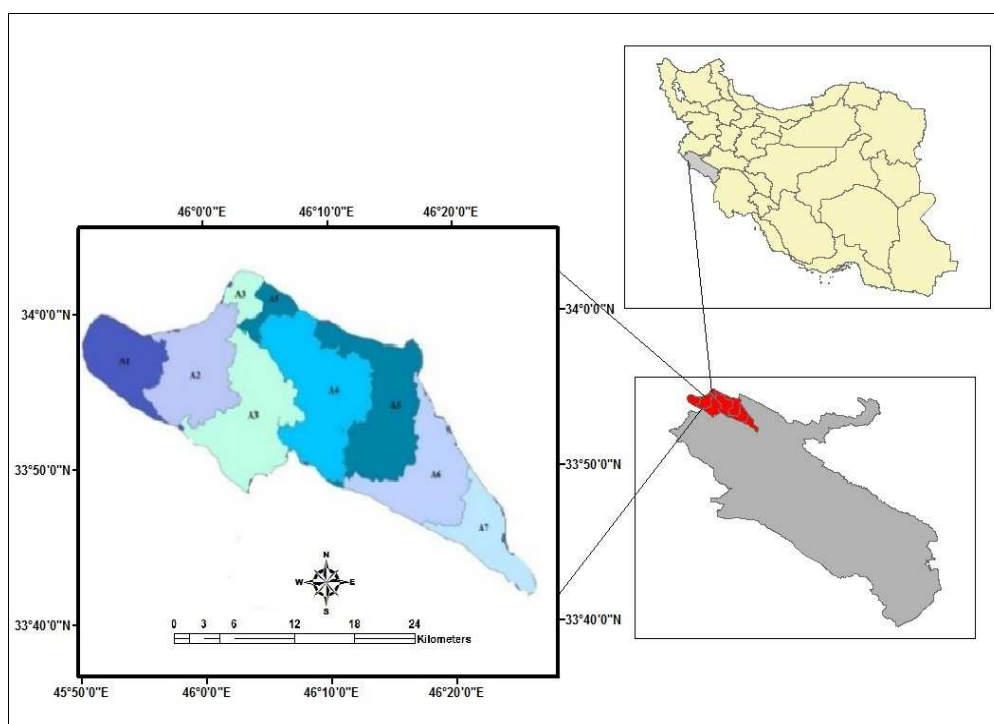 46°0'0"E 46°10'0"E 46°20'0"E
34°0'0"N
34°0'0"N
A3
A5
A1
A2
A4
A3
A5
33°50'0"N
33°50'0"N
A6
A7
N
W E
S
33°40'0"N
33°40'0"N
0 3 6 12 18 24
Kilometers
45°50'0"E 46°0'0"E 46°10'0"E 46°20'0"E